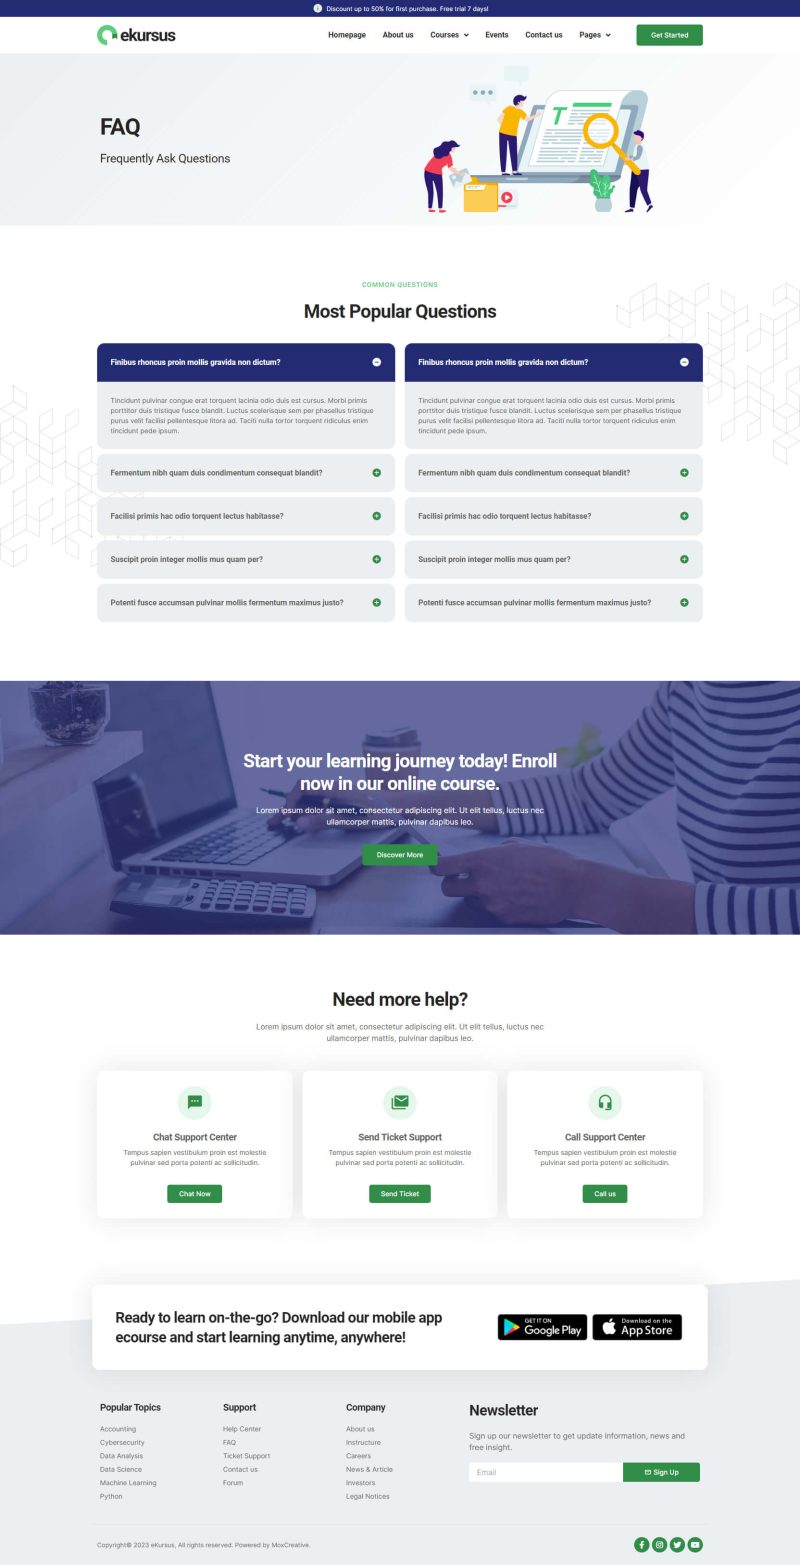 Discount up to 50% for first purchase. Free trial 7 days!
ekursus
Homepage
About us
Courses
Events
Contact us
Pages
Get Started
FAQ
Frequently Ask Questions
T
COMMON QUESTIONS
Most Popular Questions
Finibus rhoncus proin mollis gravida non dictum?
Tincidunt pulvinar congue erat torquent lacinia odio duis est cursus. Morbi primis
porttitor duis tristique fusce blandit. Luctus scelerisque sem per phasellus tristique
purus velit facilisi pellentesque litora ad. Taciti nulla tortor torquent ridiculus enim
tincidunt pede ipsum.
Fermentum nibh quam duis condimentum consequat blandit?
Facilisi primis hac odio torquent lectus habitasse?
Suscipit proin integer mollis mus quam per?
Potenti fusce accumsan pulvinar mollis fermentum maximus justo?
Finibus rhoncus proin mollis gravida non dictum?
Tincidunt pulvinar congue erat torquent lacinia odio duis est cursus. Morbi primis
porttitor duis tristique fusce blandit. Luctus scelerisque sem per phasellus tristique
purus velit facilisi pellentesque litora ad. Taciti nulla tortor torquent ridiculus enim
tincidunt pede ipsum.
Fermentum nibh quam duis condimentum consequat blandit?
Facilisi primis hac odio torquent lectus habitasse?
Suscipit proin integer mollis mus quam per?
Potenti fusce accumsan pulvinar mollis fermentum maximus justo?
Start your learning journey today! Enroll
now in our online course.
Lorem ipsum dolor sit amet, consectetur adipiscing elit. Ut elit tellus, luctus nec
ullamcorper mattis, pulvinar dapibus leo.
Discover More
Need more help?
Lorem ipsum dolor sit amet, consectetur adipiscing elit. Ut elit tellus, luctus nec
ullamcorper mattis, pulvinar dapibus leo.
Chat Support Center
Tempus sapien vestibulum proin est molestie
pulvinar sed porta potenti ac sollicitudin.
Chat Now
Send Ticket Support
Tempus sapien vestibulum proin est molestie
pulvinar sed porta potenti ac sollicitudin.
Send Ticket
Call Support Center
Tempus sapien vestibulum proin est molestie
pulvinar sed porta potenti ac sollicitudin.
Call us
Ready to learn on-the-go? Download our mobile app
ecourse and start learning anytime, anywhere!
GET IT ON
Google Play
Download on the
App Store
Popular Topics
Accounting
Cybersecurity
Data Analysis
Data Science
Machine Learning
Python
Support
Help Center
FAQ
Ticket Support
Contact us
Forum
Company
About us
Instructure
Careers
News & Article
Investors
Legal Notices
Newsletter
Sign up our newsletter to get update information, news and
free insight.
Email
Sign Up
Copyright© 2023 eKursus, All rights reserved. Powered by MoxCreative.